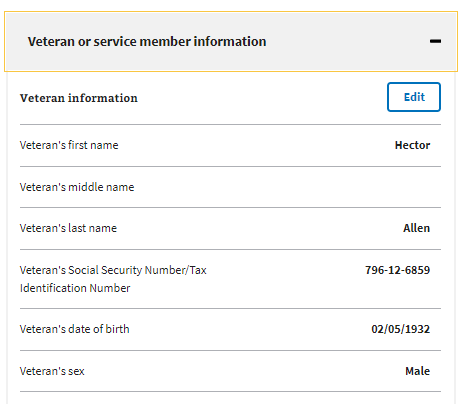 Veteran or service member information
Veteran information
Edit
Veteran's first name
Hector
Veteran's middle name
Veteran's last name
Allen
Veteran's Social Security Number/Tax
Identification Number
796-12-6859
Veteran's date of birth
02/05/1932
Veteran's sex
Male